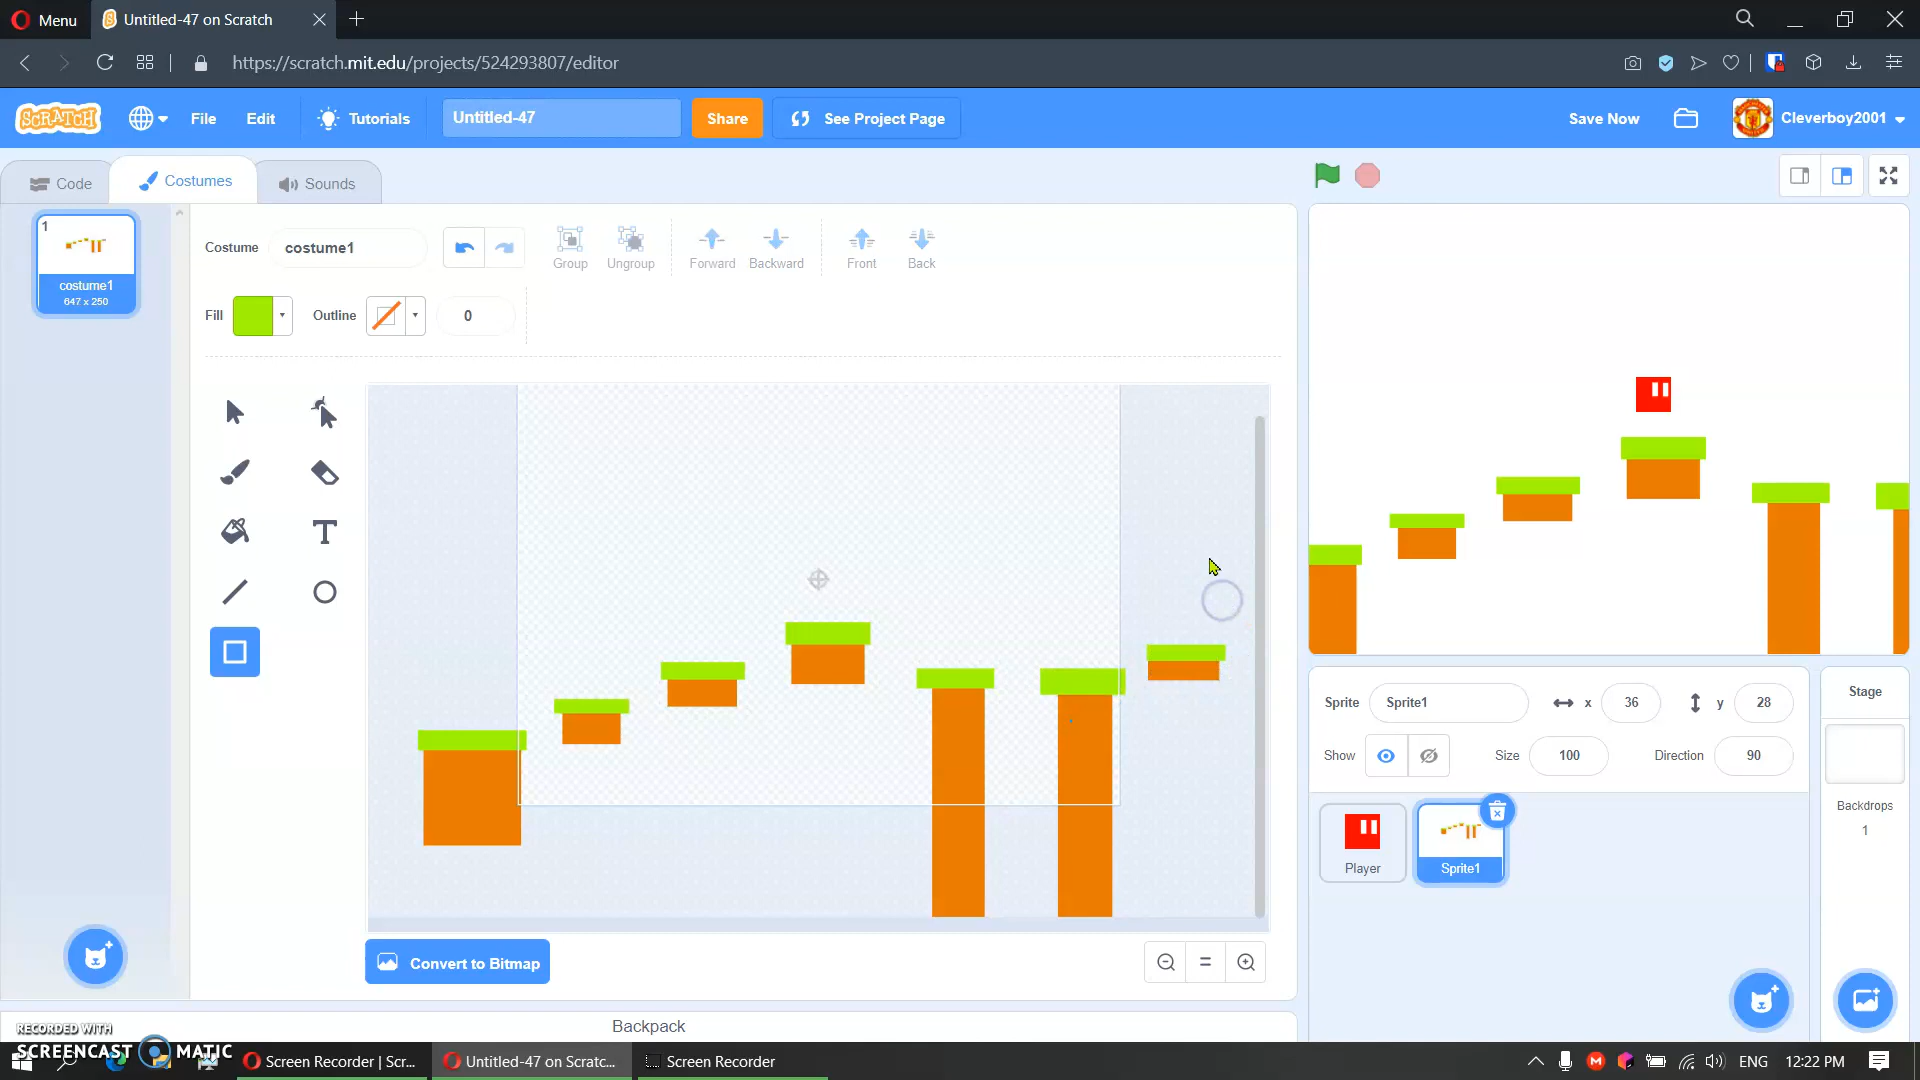 Menu
Untitled-47 on Scratch
https://scratch.mit.edu/projects/524293807/editor
SCRATCH
File
Edit
Tutorials
Untitled-47
Share
See Project Page
Save Now
Cleverboy2001
Code
Costumes
Sounds
1
costume1
647 x 250
Costume
costume1
Group
Ungroup
Forward
Backward
Front
Back
Fill
Outline
0
Convert to Bitmap
Sprite
Sprite1
x
36
y
28
Show
Size
100
Direction
90
Player
Sprite1
Stage
Backdrops
1
Backpack
RECORDED WITH
SCREENCAST MATIC
Screen Recorder | Scr...
Untitled-47 on Scratc...
Screen Recorder
ENG
12:22 PM